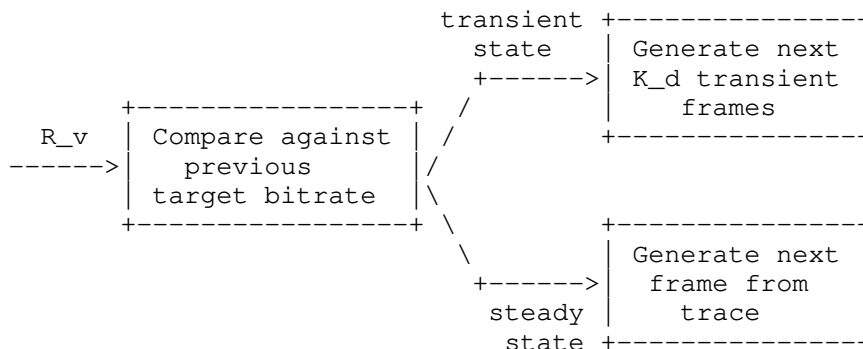 transient
state
Generate next
K_d transient
frames
R_v
Compare against
previous
target bitrate
Generate next
frame from
trace
steady
state